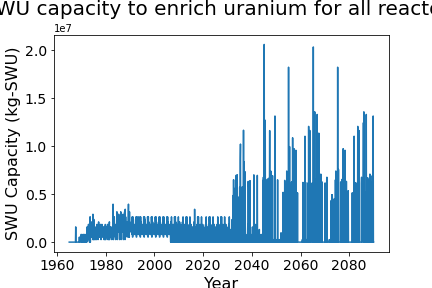 WU capacity to enrich uranium for all reacto
1e7
SWU Capacity (kg-SWU)
2.0
1.5
1.0
0.5
0.0
1960 1980 2000 2020 2040 2060 2080
Year